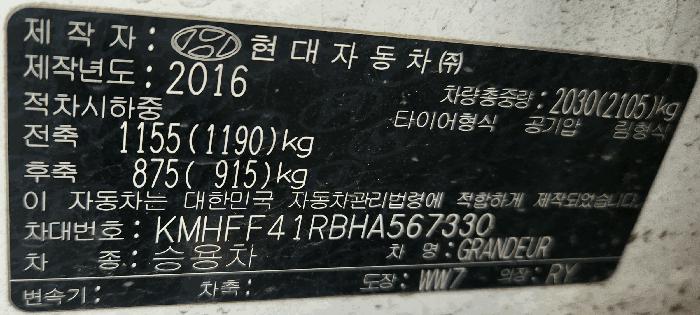 제작자: 현대자동차㈜
제작년도: 2016
적차시하중 차량총중량: 2030(2105)kg
전축 1155(1190)kg 타이어형식 공기압 림형식
후축 875( 915)kg
이 자동차는 대한민국 자동차관리법령에 적합하게 제작되었습니다.
차대번호: KMHFF41RBHA567330
차 종: 승용차 차 명: GRANDEUR
변속기: 차축: 도장: WW7 의장: RY